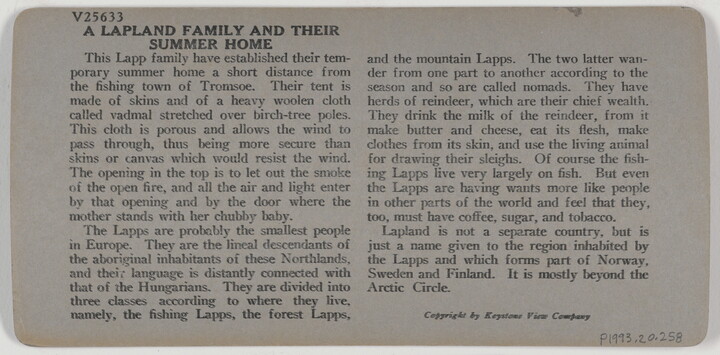 V25633
A LAPLAND FAMILY AND THEIR
SUMMER HOME
This Lapp family have established their tem-
porary summer home a short distance from
the fishing town of Tromsoe. Their tent is
made of skins and of a heavy woolen cloth
called vadmal stretched over birch-tree poles.
This cloth is porous and allows the wind to
pass through, thus being more secure than
skins or canvas which would resist the wind.
The opening in the top is to let out the smoke
of the open fire, and all the air and light enter
by that opening and by the door where the
mother stands with her chubby baby.
The Lapps are probably the smallest people
in Europe. They are the lineal descendants of
the aboriginal inhabitants of these Northlands,
and their language is distantly connected with
that of the Hungarians. They are divided into
three classes according to where they live,
namely, the fishing Lapps, the forest Lapps,
and the mountain Lapps. The two latter wan-
der from one part to another according to the
season and so are called nomads. They have
herds of reindeer, which are their chief wealth.
They drink the milk of the reindeer, from it
make butter and cheese, eat its flesh, make
clothes from its skin, and use the living animal
for drawing their sleighs. Of course the fish-
ing Lapps live very largely on fish. But even
the Lapps are having wants more like people
in other parts of the world and feel that they,
too, must have coffee, sugar, and tobacco.
Lapland is not a separate country, but is
just a name given to the region inhabited by
the Lapps and which forms part of Norway,
Sweden and Finland. It is mostly beyond the
Arctic Circle.
Copyright by Keystone View Company
P1993.20.258